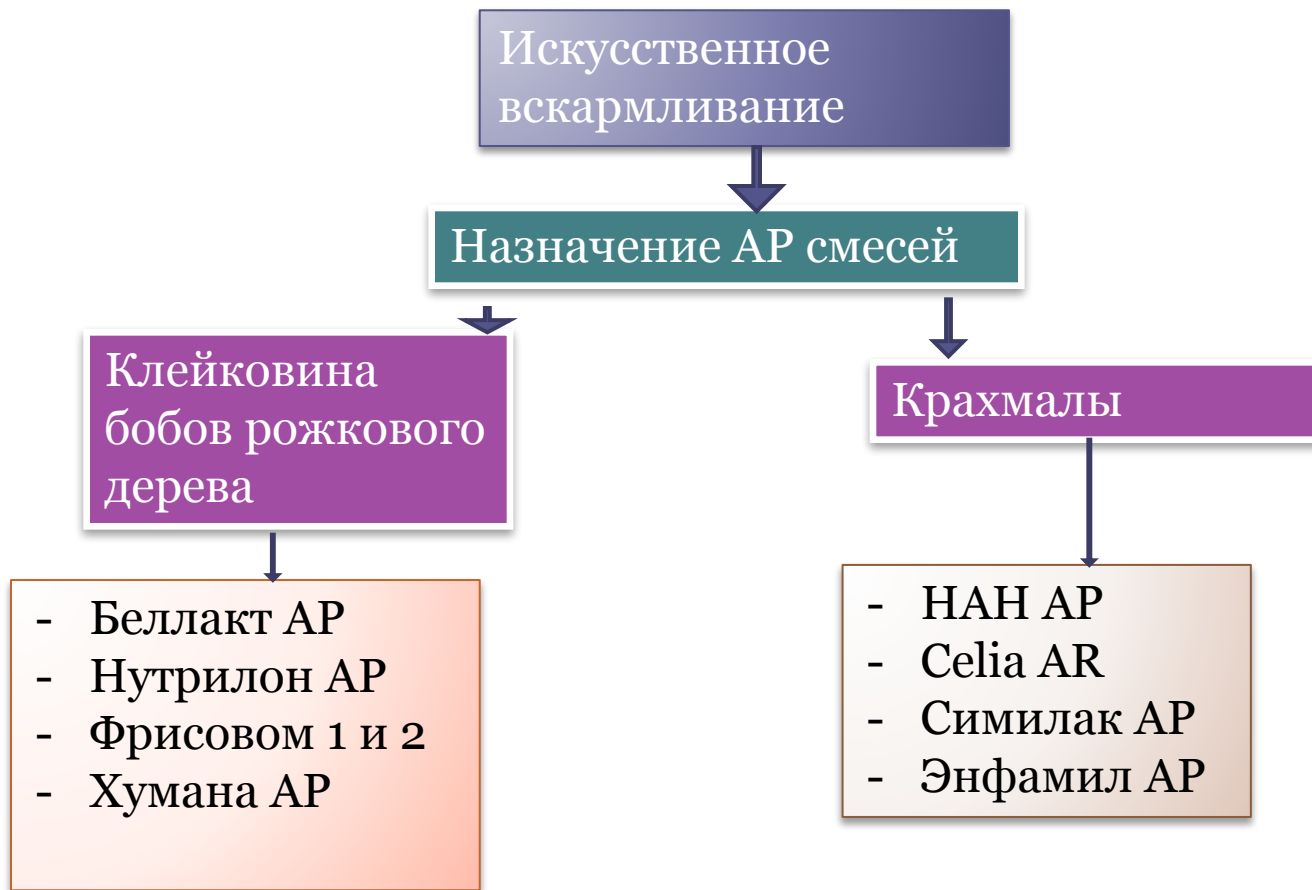 Искусственное
вскармливание
Назначение АР смесей
Клейковина
бобов рожкового
дерева
Крахмалы
- Беллакт АР
- Нутрилон АР
- Фрисовом 1 и 2
- Хумана АР
- НАН АР
- Celia AR
- Симилак АР
- Энфамил АР